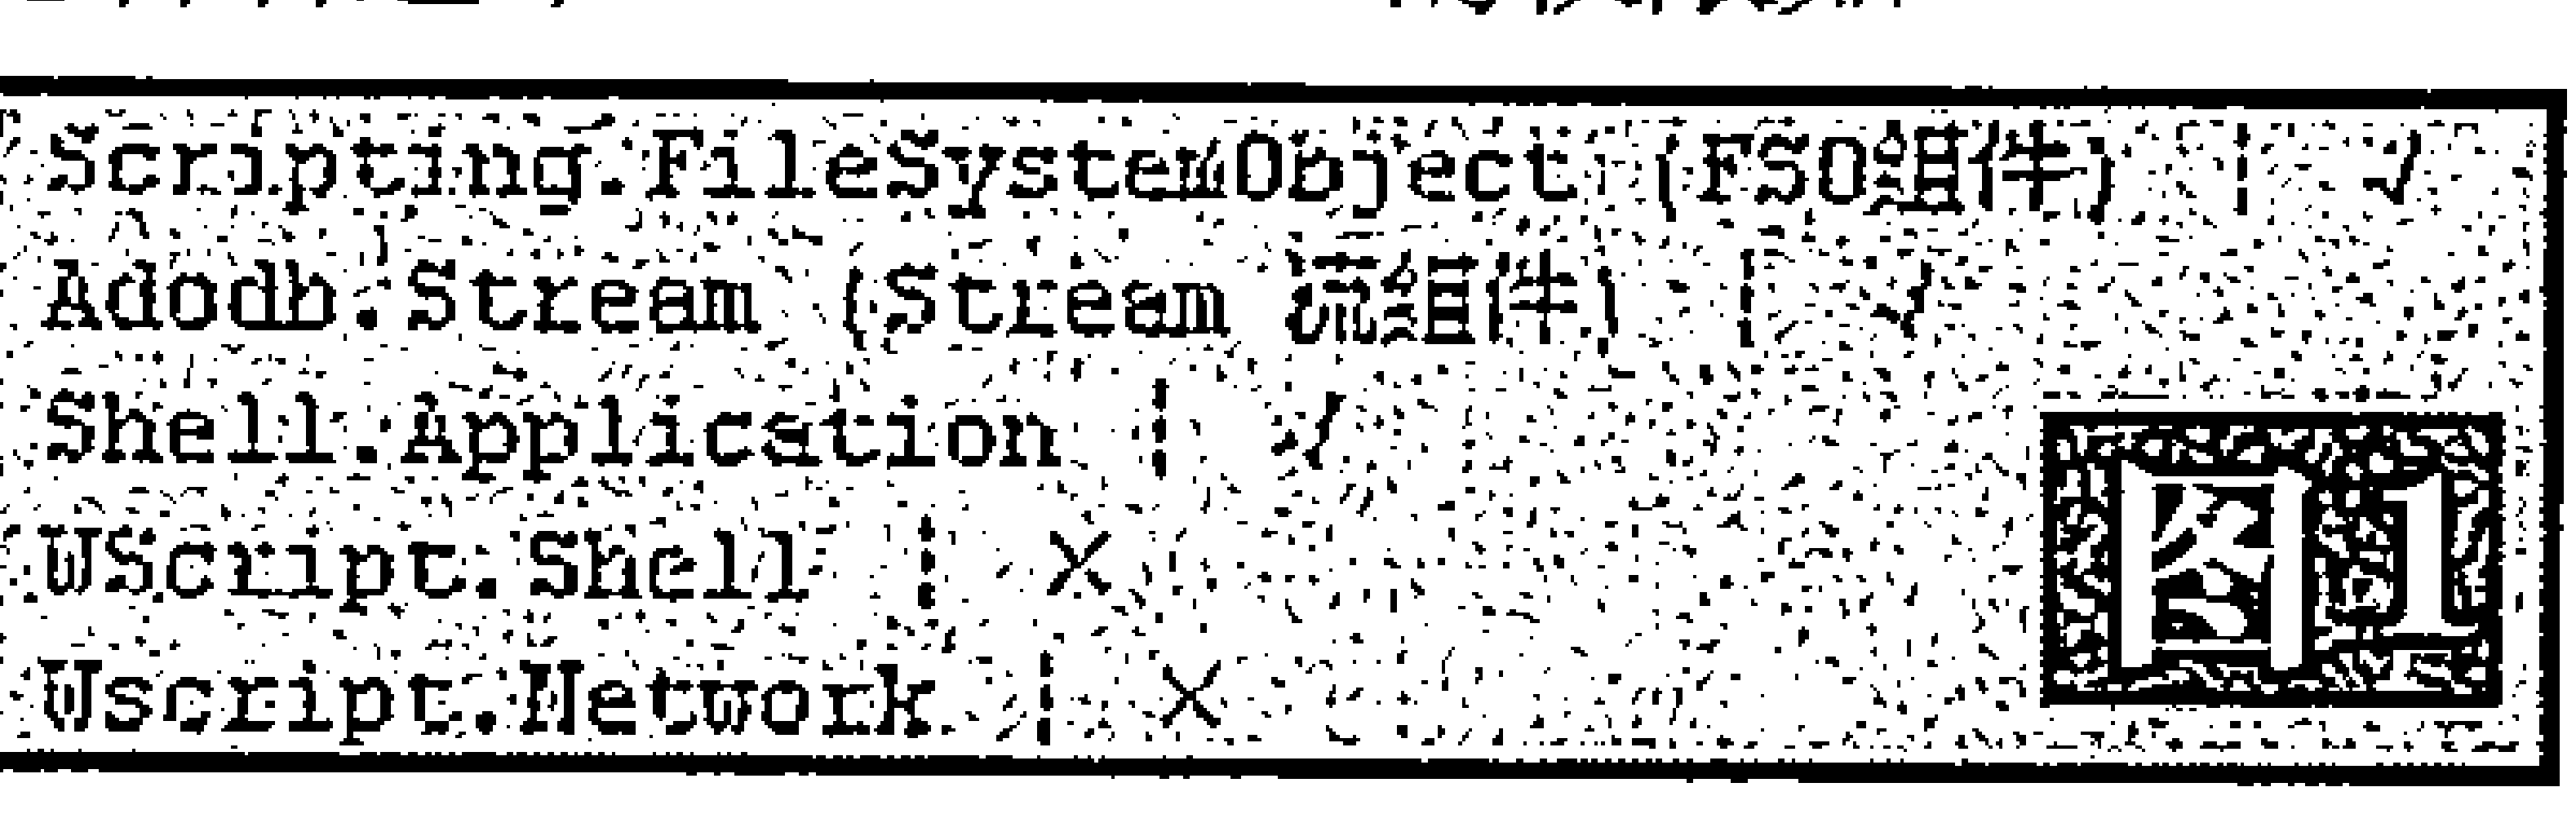 Scripting.FileSystemObject (FSO组件) | √
Adodb.Stream (Stream 流组件) | √
Shell.Application | √
WScript.Shell | ×
Wscript.Network | ×
图1